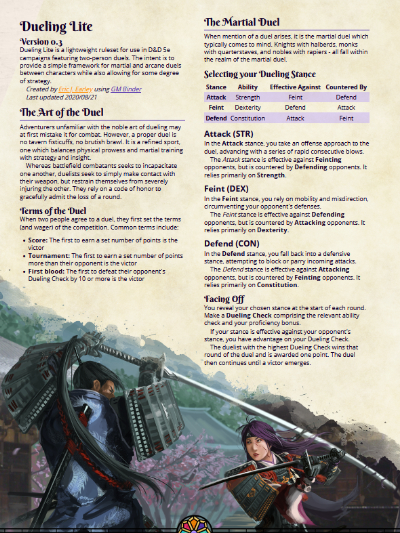 Dueling Lite
Version 0.3
Dueling Lite is a lightweight ruleset for use in D&D 5e
campaigns featuring two-person duels. The intent is to
provide a simple framework for martial and arcane duels
between characters while also allowing for some degree
of strategy.
Created by Eric J. Earley using GM Binder
Last updated 2020/08/21
The Art of the Duel
Adventurers unfamiliar with the noble art of dueling may
at first mistake it for combat. However, a proper duel is
no tavern fisticuffs, no brutish brawl. It is a refined sport,
one which balances physical prowess and martial training
with strategy and insight.
Whereas battlefield combatants seek to incapacitate
one another, duelists seek to simply make contact with
their weapon, but restrain themselves from severely
injuring the other. They rely on a code of honor to
gracefully admit the loss of a round.
Terms of the Duel
When two people agree to a duel, they first set the terms
(and wager) of the competition. Common terms include:
• Score: The first to earn a set number of points is the
victor
• Tournament: The first to earn a set number of points
more than their opponent is the victor
• First blood: The first to defeat their opponent's
Dueling Check by 10 or more is the victor
The Martial Duel
When mention of a duel arises, it is the martial duel which
typically comes to mind. Knights with halberds, monks
with quarterstaves, and nobles with rapiers - all fall within
the realm of the martial duel.
Selecting your Dueling Stance
Stance Ability Effective Against Countered By
Attack Strength Feint Defend
Feint Dexterity Defend Attack
Defend Constitution Attack Feint
Attack (STR)
In the Attack stance, you take an offense approach to the
duel, advancing with a series of rapid consecutive blows.
The Attack stance is effective against Feinting
opponents, but is countered by Defending opponents. It
relies primarily on Strength.
Feint (DEX)
In the Feint stance, you rely on mobility and misdirection,
circumventing your opponent's defenses.
The Feint stance is effective against Defending
opponents, but is countered by Attacking opponents. It
relies primarily on Dexterity.
Defend (CON)
In the Defend stance, you fall back into a defensive
stance, attempting to block or parry incoming attacks.
The Defend stance is effective against Attacking
opponents, but is countered by Feinting opponents. It
relies primarily on Constitution.
Facing Off
You reveal your chosen stance at the start of each round.
Make a Dueling Check comprising the relevant ability
check and your proficiency bonus.
If your stance is effective against your opponent's
stance, you have advantage on your Dueling Check.
The duelist with the highest Dueling Check wins that
round of the duel and is awarded one point. The duel
then continues until a victor emerges.